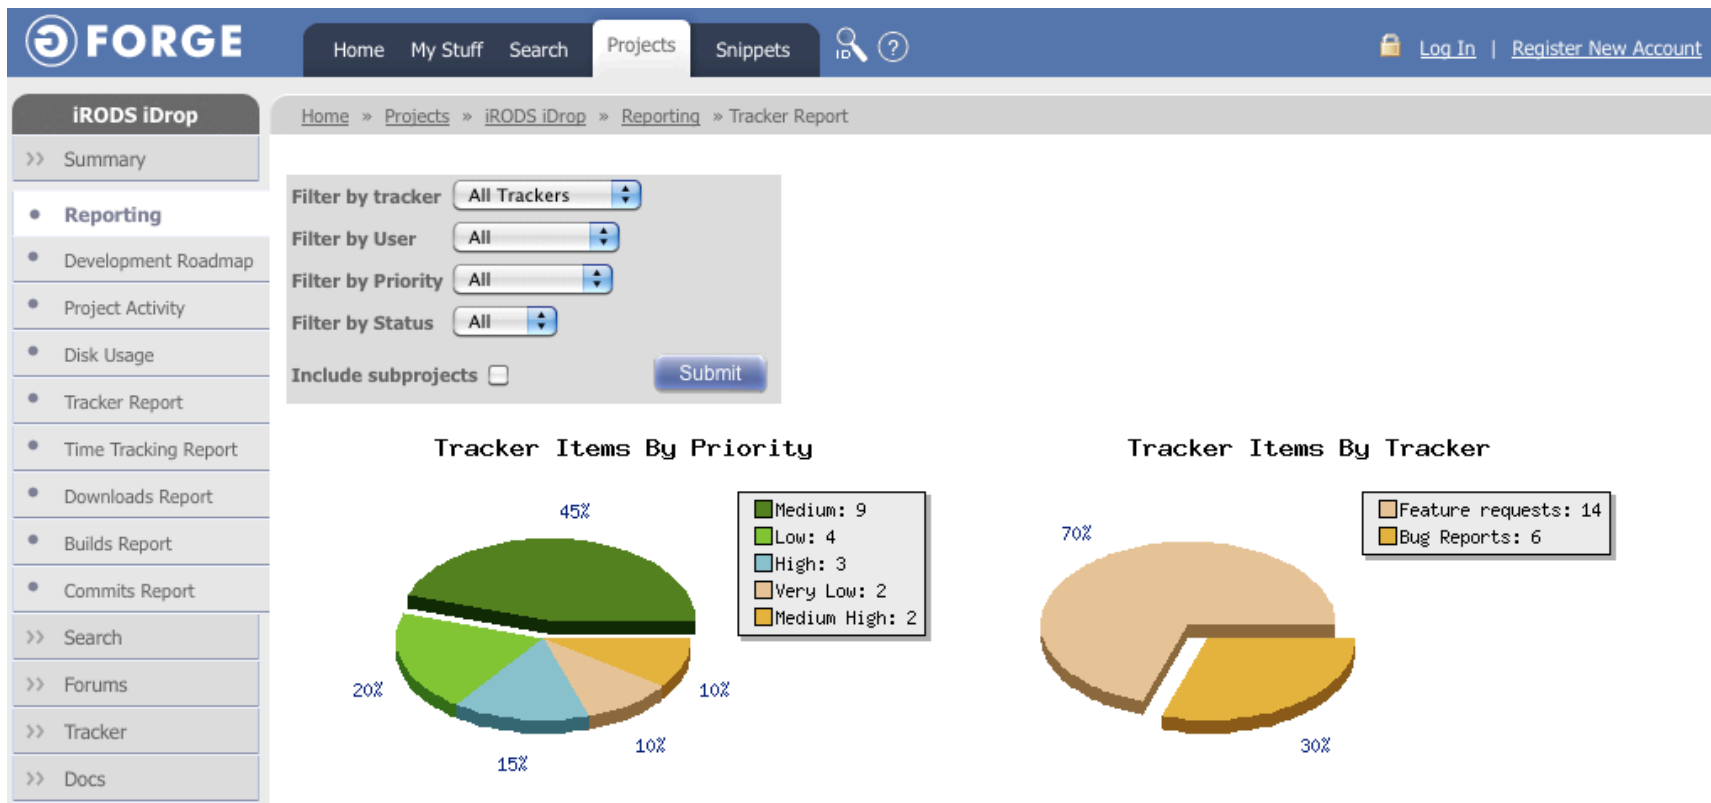 GFORGE
Home My Stuff Search Projects Snippets ID ? Log In | Register New Account
iRODS iDrop
Home » Projects » iRODS iDrop » Reporting » Tracker Report
>> Summary
• Reporting
• Development Roadmap
• Project Activity
• Disk Usage
• Tracker Report
• Time Tracking Report
• Downloads Report
• Builds Report
• Commits Report
>> Search
>> Forums
>> Tracker
>> Docs
Filter by tracker All Trackers
Filter by User All
Filter by Priority All
Filter by Status All
Include subprojects Submit
Tracker Items By Priority
45%
20%
15%
10%
10%
Medium: 9
Low: 4
High: 3
Very Low: 2
Medium High: 2
Tracker Items By Tracker
70%
30%
Feature requests: 14
Bug Reports: 6